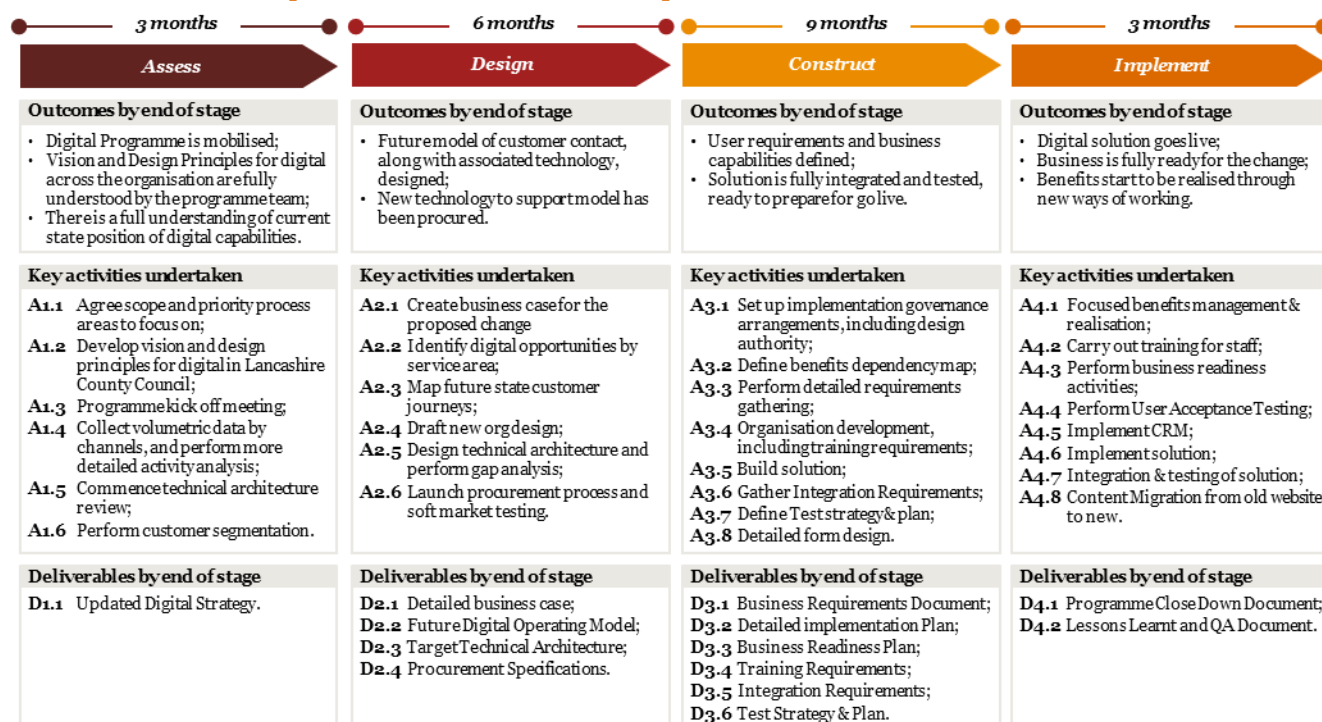 3 months
6 months
9 months
3 months
Assess
Design
Construct
Implement
Outcomes by end of stage
• Digital Programme is mobilised;
• Vision and Design Principles for digital
across the organisation are fully
understood by the programme team;
• There is a full understanding of current
state position of digital capabilities.
Outcomes by end of stage
• Future model of customer contact,
along with associated technology,
designed;
• New technology to support model has
been procured.
Outcomes by end of stage
• User requirements and business
capabilities defined;
• Solution is fully integrated and tested,
ready to prepare for go live.
Outcomes by end of stage
• Digital solution goes live;
• Business is fully ready for the change;
• Benefits start to be realised through
new ways of working.
Key activities undertaken
A1.1 Agree scope and priority process
areas to focus on;
A1.2 Develop vision and design
principles for digital in Lancashire
County Council;
A1.3 Programme kick off meeting;
A1.4 Collect volumetric data by
channels, and perform more
detailed activity analysis;
A1.5 Commence technical architecture
review;
A1.6 Perform customer segmentation.
Key activities undertaken
A2.1 Create business case for the
proposed change
A2.2 Identify digital opportunities by
service area;
A2.3 Map future state customer
journeys;
A2.4 Draft new org design;
A2.5 Design technical architecture and
perform gap analysis;
A2.6 Launch procurement process and
soft market testing.
Key activities undertaken
A3.1 Set up implementation governance
arrangements, including design
authority;
A3.2 Define benefits dependency map;
A3.3 Perform detailed requirements
gathering;
A3.4 Organisation development,
including training requirements;
A3.5 Build solution;
A3.6 Gather Integration Requirements;
A3.7 Define Test strategy & plan;
A3.8 Detailed form design.
Key activities undertaken
A4.1 Focused benefits management &
realisation;
A4.2 Carry out training for staff;
A4.3 Perform business readiness
activities;
A4.4 Perform User Acceptance Testing;
A4.5 Implement CRM;
A4.6 Implement solution;
A4.7 Integration & testing of solution;
A4.8 Content Migration from old website
to new.
Deliverables by end of stage
D1.1 Updated Digital Strategy.
Deliverables by end of stage
D2.1 Detailed business case;
D2.2 Future Digital Operating Model;
D2.3 Target Technical Architecture;
D2.4 Procurement Specifications.
Deliverables by end of stage
D3.1 Business Requirements Document;
D3.2 Detailed implementation Plan;
D3.3 Business Readiness Plan;
D3.4 Training Requirements;
D3.5 Integration Requirements;
D3.6 Test Strategy & Plan.
Deliverables by end of stage
D4.1 Programme Close Down Document;
D4.2 Lessons Learnt and QA Document.